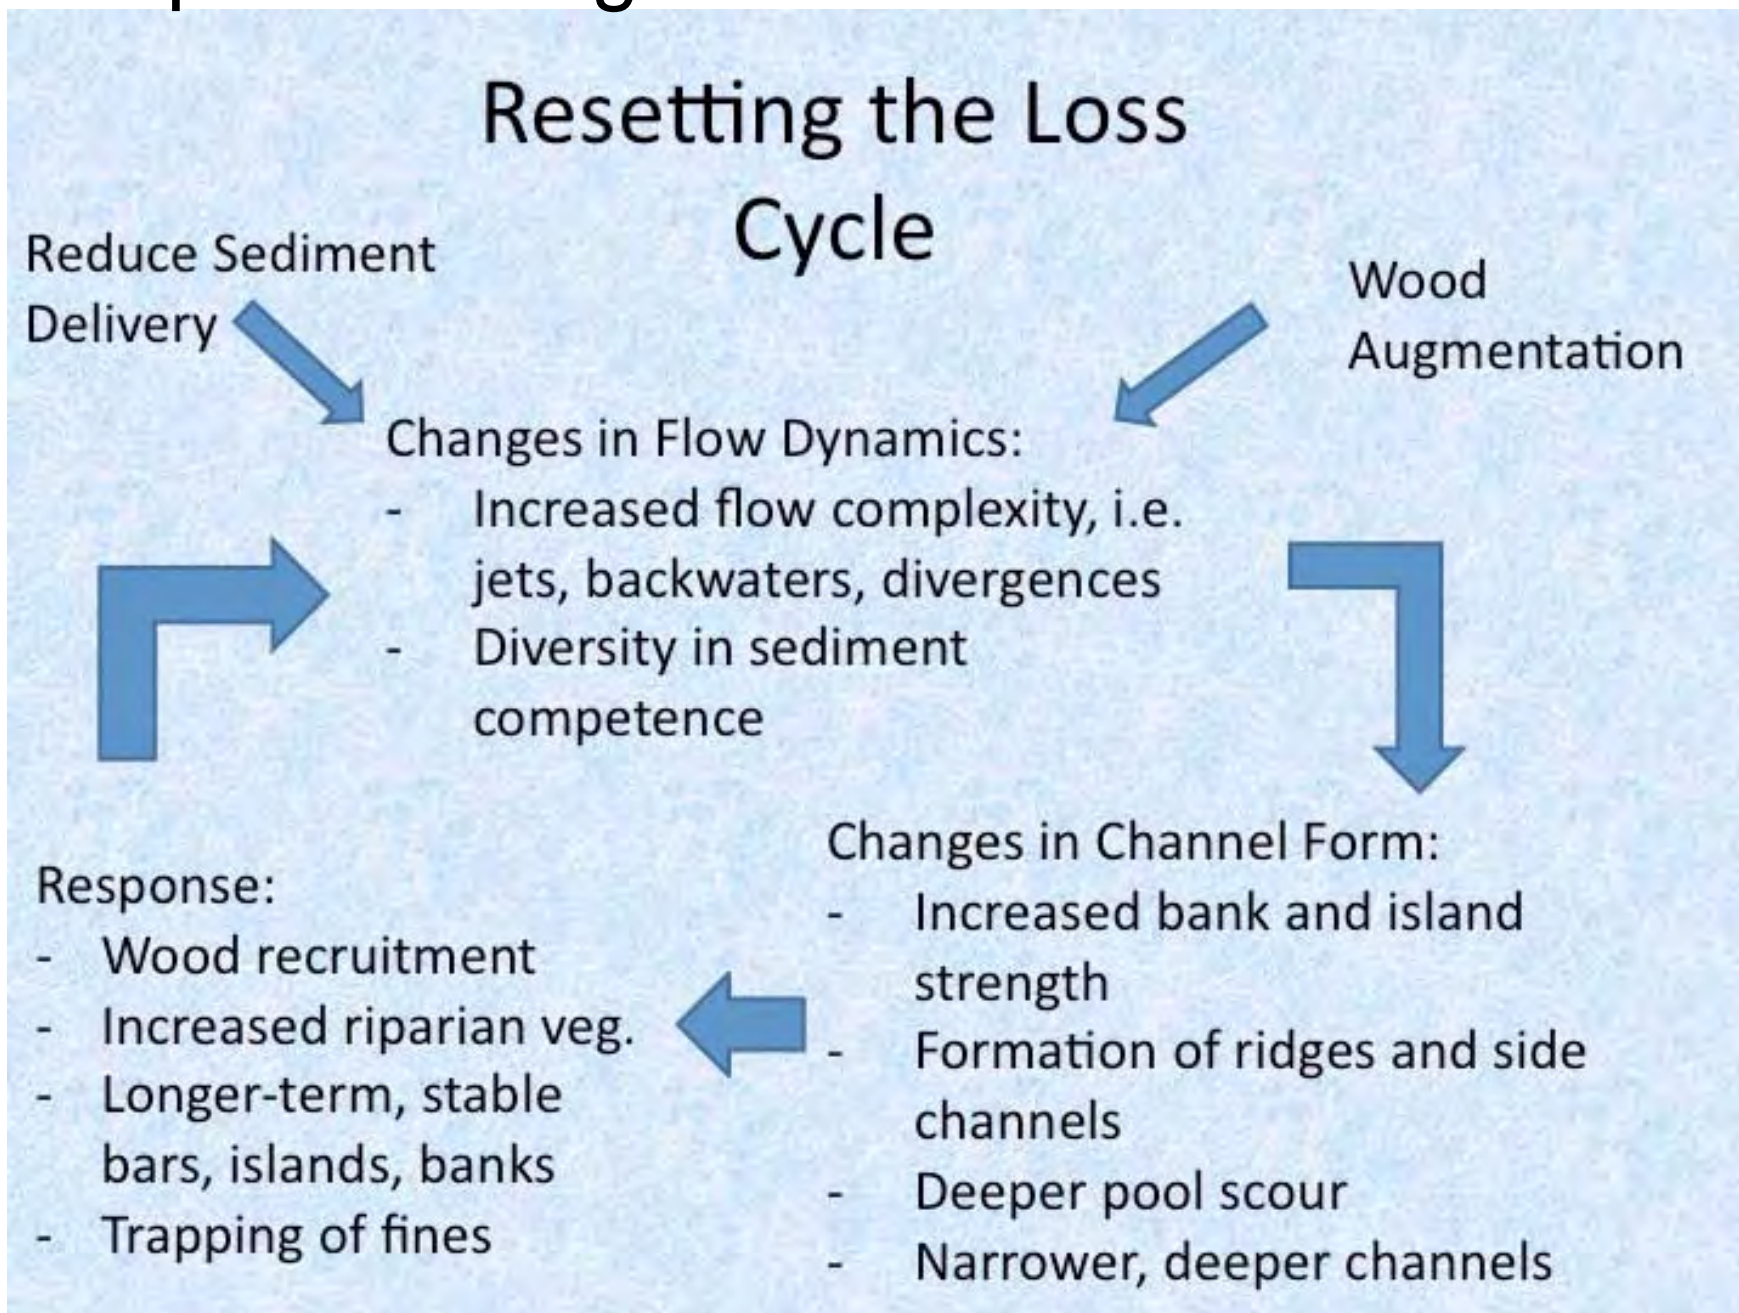 Resetting the Loss
Cycle
Reduce Sediment
Delivery
Wood
Augmentation
Changes in Flow Dynamics:
- Increased flow complexity, i.e.
jets, backwaters, divergences
- Diversity in sediment
competence
Changes in Channel Form:
- Increased bank and island
strength
- Formation of ridges and side
channels
- Deeper pool scour
- Narrower, deeper channels
Response:
- Wood recruitment
- Increased riparian veg.
- Longer-term, stable
bars, islands, banks
- Trapping of fines